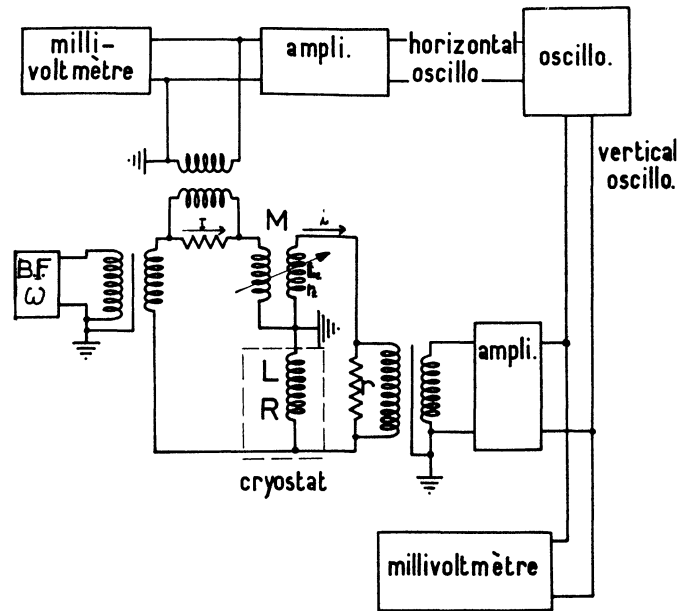 milli-
voltmètre
ampli.
horizontal
oscillo
oscillo.
vertical
oscillo.
I
M
i
B.F.
ω
L
R
r
ampli.
cryostat
millivoltmètre